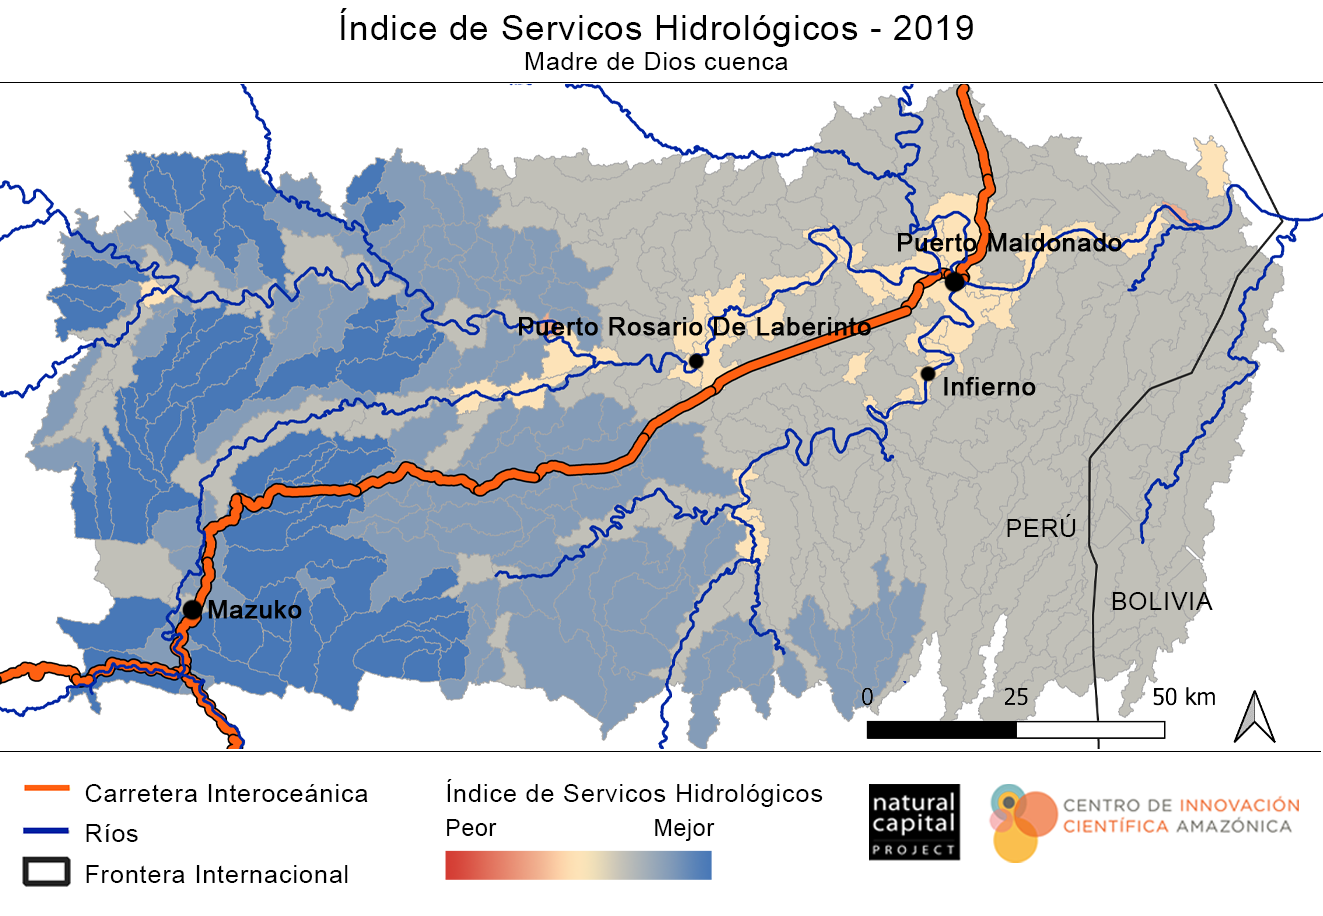 Índice de Servicos Hidrológicos - 2019
Madre de Dios cuenca
Puerto Maldonado
Puerto Rosario De Laberinto
Infierno
PERÚ
BOLIVIA
Mazuko
0 25 50 km
Carretera Interoceánica
Ríos
Frontera Internacional
Índice de Servicos Hidrológicos
Peor Mejor
natural
capital
PROJECT
CENTRO DE INNOVACIÓN
CIENTÍFICA AMAZÓNICA